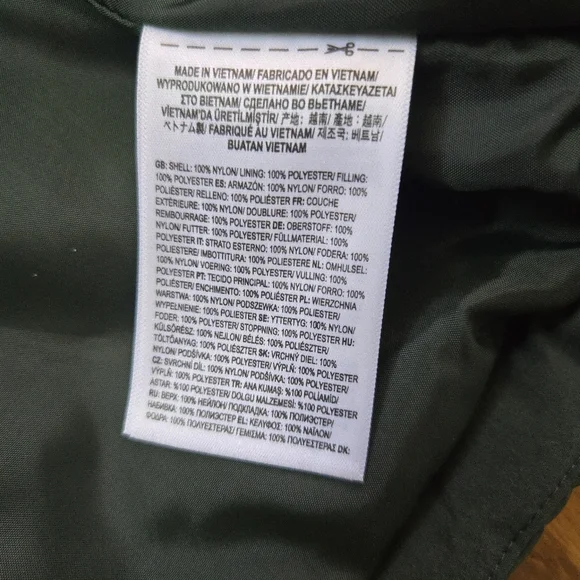 MADE IN VIETNAM/ FABRICADO EN VIETNAM/
WYPRODUKOWANO W WIETNAMIE/ ΚΑΤΑΣΚΕΥΑΖΕΤΑΙ
ΣΤΟ ΒΙΕΤΝΑΜ/ СДЕЛАНО ВО ВЬЕТНАМЕ/
VİETNAM'DA ÜRETİLMİŞTİR/ 产地: 越南/ 產地: 越南/
ベトナム製/ FABRIQUÉ AU VIETNAM/ 제조국: 베트남/
BUATAN VIETNAM
GB: SHELL: 100% NYLON/ LINING: 100% POLYESTER/ FILLING:
100% POLYESTER ES: ARMAZÓN: 100% NYLON/ FORRO: 100%
POLIÉSTER/ RELLENO: 100% POLIÉSTER FR: COUCHE
EXTÉRIEURE: 100% NYLON/ DOUBLURE: 100% POLYESTER/
REMBOURRAGE: 100% POLYESTER DE: OBERSTOFF: 100%
NYLON/ FUTTER: 100% POLYESTER/ FÜLLMATERIAL: 100%
POLYESTER IT: STRATO ESTERNO: 100% NYLON/ FODERA: 100%
POLIESTERE/ IMBOTTITURA: 100% POLIESTERE NL: OMHULSEL:
100% NYLON/ VOERING: 100% POLYESTER/ VULLING: 100%
POLYESTER PT: TECIDO PRINCIPAL: 100% NYLON/ FORRO: 100%
POLIÉSTER/ ENCHIMENTO: 100% POLIÉSTER PL: WIERZCHNIA
WARSTWA: 100% NYLON/ PODSZEWKA: 100% POLIESTER/
WYPEŁNIENIE: 100% POLIESTER SE: YTTERTYG: 100% NYLON/
FODER: 100% POLYESTER/ STOPPNING: 100% POLYESTER HU:
KÜLSŐRÉSZ: 100% NEJLON/ BÉLÉS: 100% POLIÉSZTER/
TÖLTŐANYAG: 100% POLIÉSZTER SK: VRCHNÝ DIEL: 100%
NYLON/ PODŠÍVKA: 100% POLYESTER/ VÝPLŇ: 100% POLYESTER
CZ: SVRCHNÍ DÍL: 100% NYLON/ PODŠÍVKA: 100% POLYESTER/
VÝPLŇ: 100% POLYESTER TR: ANA KUMAŞ: %100 POLİAMİD/
ASTAR: %100 POLYESTER/ DOLGU MALZEMESİ: %100 POLYESTER
RU: ВЕРХ: 100% НЕЙЛОН/ ПОДКЛАДКА: 100% ПОЛИЭСТЕР/
НАБИВКА: 100% ПОЛИЭСТЕР EL: ΚΕΛΥΦΟΣ: 100% ΝΑΪΛΟΝ/
ΦΟΔΡΑ: 100% ΠΟΛΥΕΣΤΕΡΑΣ/ ΓΕΜΙΣΜΑ: 100% ΠΟΛΥΕΣΤΕΡΑΣ DK: